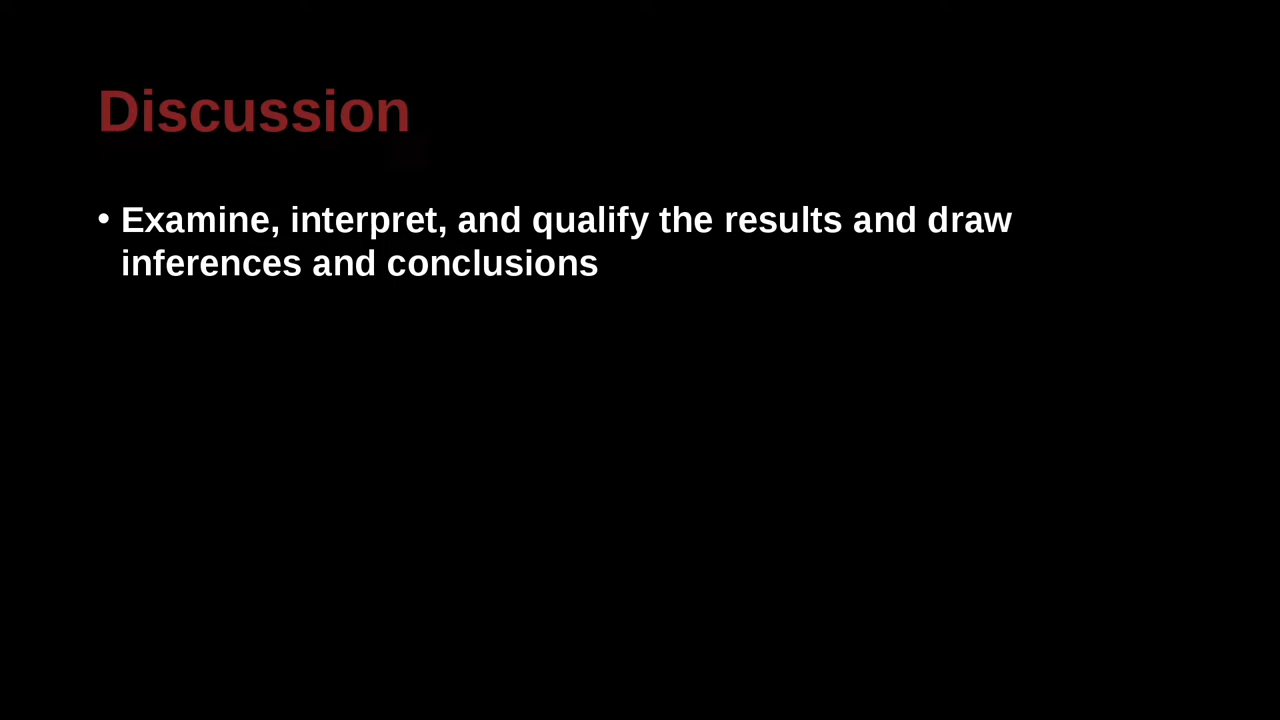 Discussion
• Examine, interpret, and qualify the results and draw
inferences and conclusions